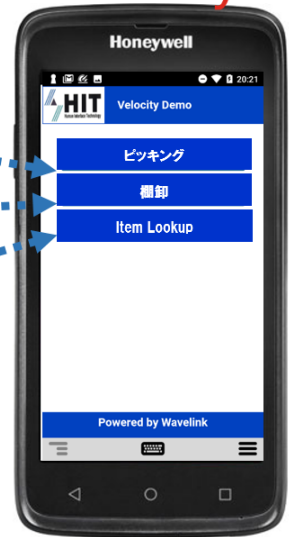 Honeywell
20:21
HIT
Velocity Demo
ピッキング
棚卸
Item Lookup
Powered by Wavelink